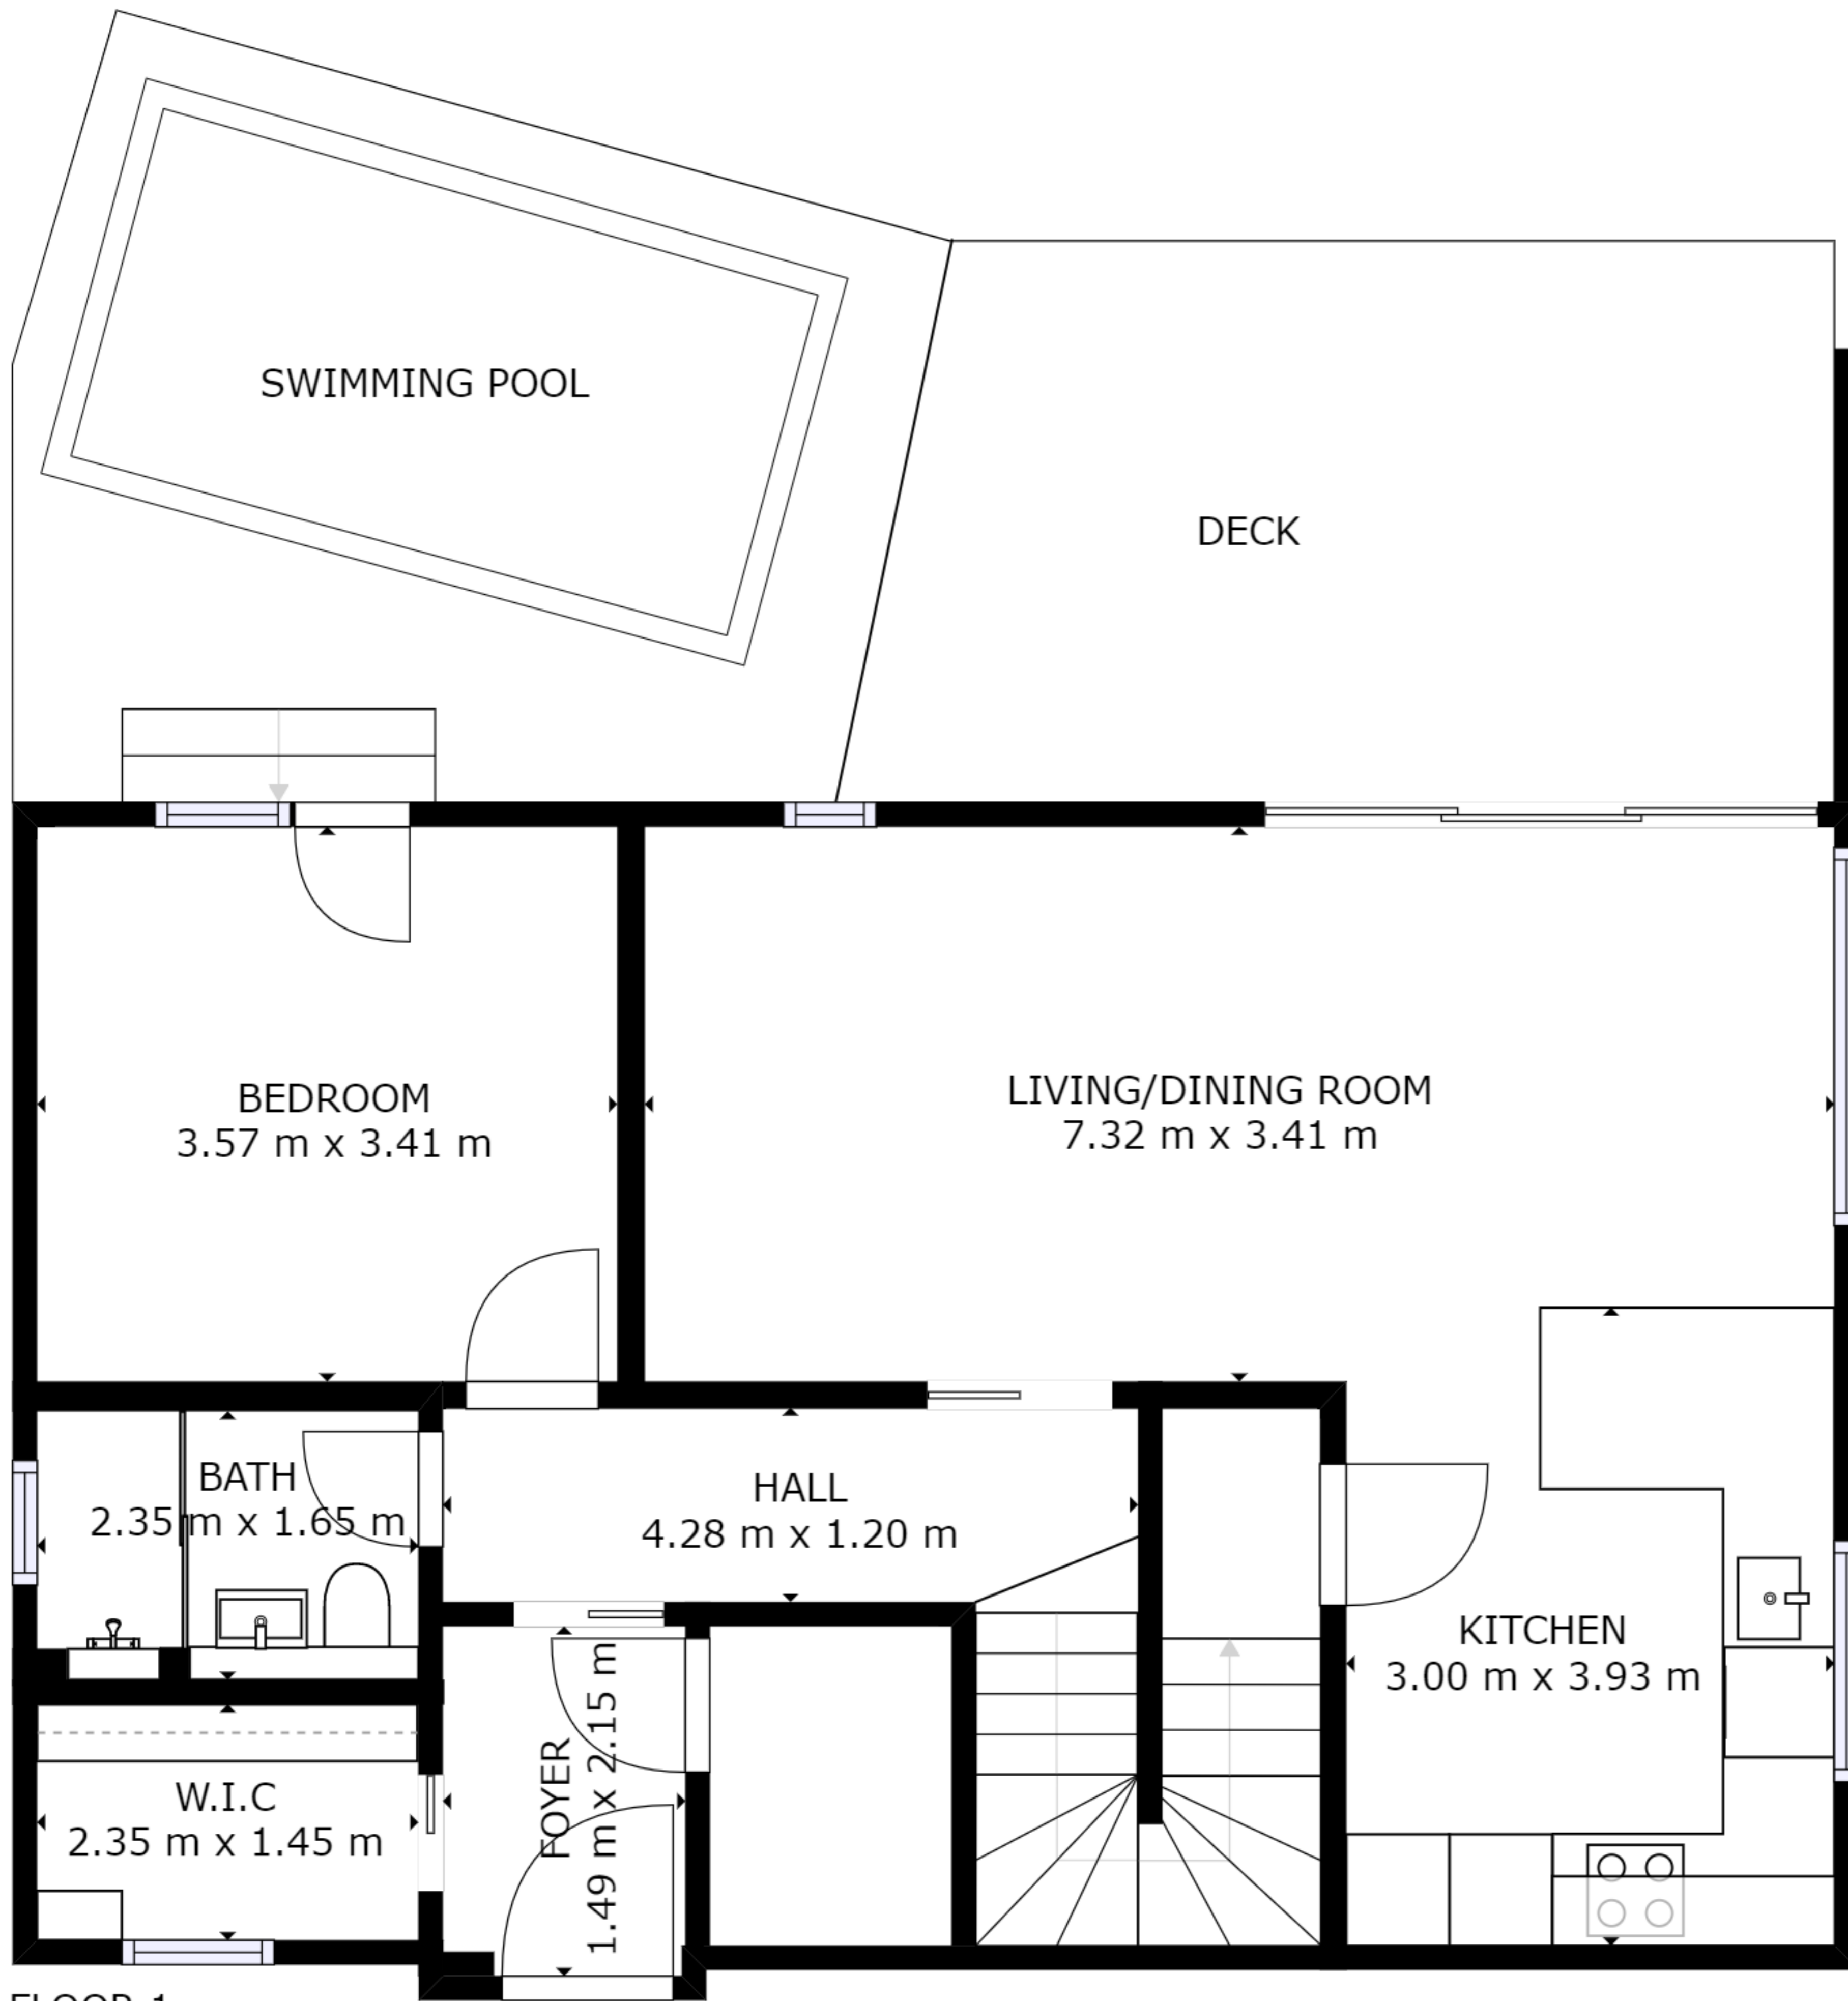 SWIMMING POOL
DECK
BEDROOM
3.57 m x 3.41 m
LIVING/DINING ROOM
7.32 m x 3.41 m
BATH
2.35 m x 1.65 m
HALL
4.28 m x 1.20 m
KITCHEN
3.00 m x 3.93 m
W.I.C
2.35 m x 1.45 m
FOYER
1.49 m x 2.15 m
FLOOR 1